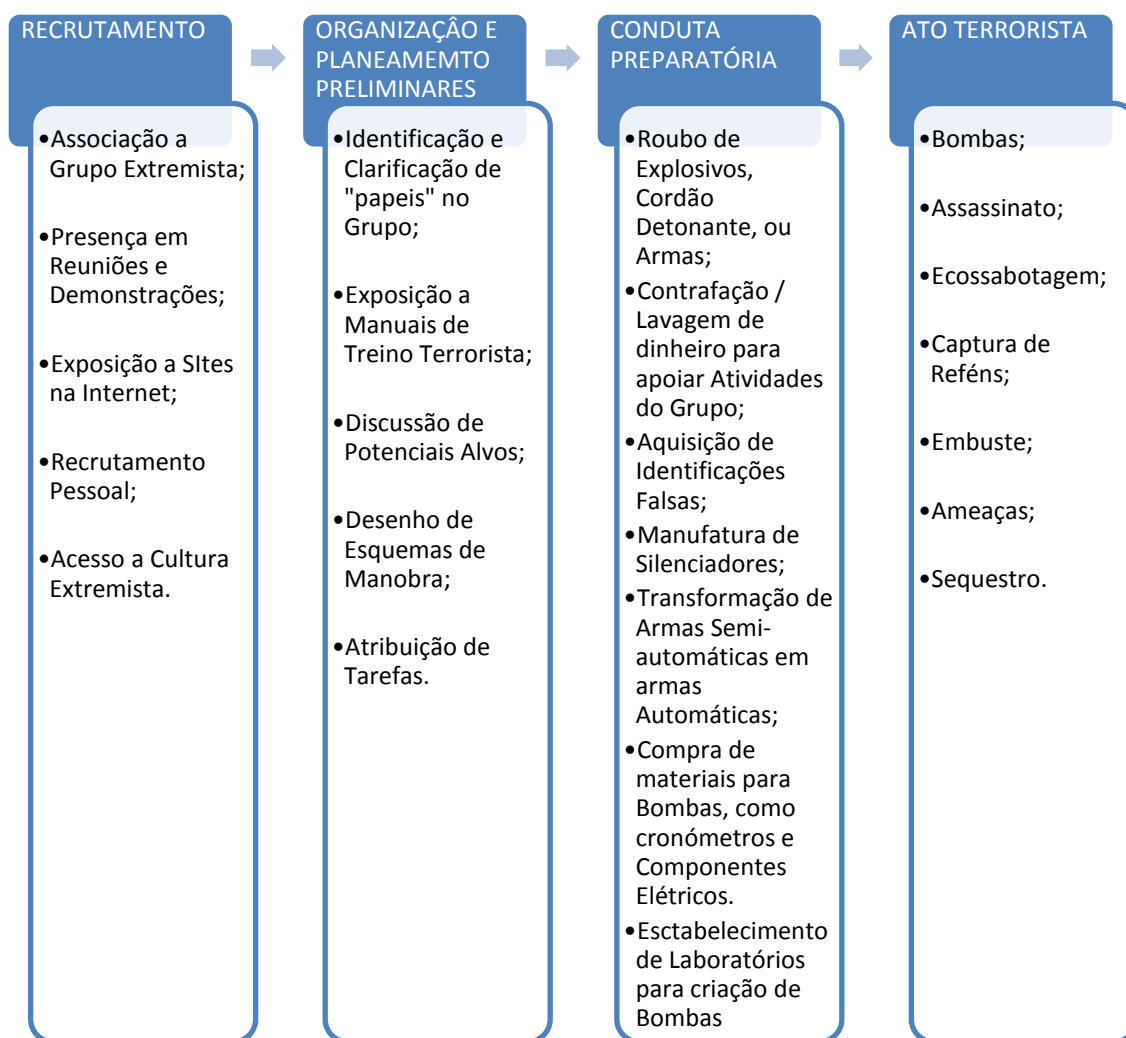 RECRUTAMENTO
•Associação a
Grupo Extremista;
•Presença em
Reuniões e
Demonstrações;
•Exposição a SItes
na Internet;
•Recrutamento
Pessoal;
•Acesso a Cultura
Extremista.
ORGANIZAÇÂO E
PLANEAMEMTO
PRELIMINARES
•Identificação e
Clarificação de
"papeis" no
Grupo;
•Exposição a
Manuais de
Treino Terrorista;
•Discussão de
Potenciais Alvos;
•Desenho de
Esquemas de
Manobra;
•Atribuição de
Tarefas.
CONDUTA
PREPARATÓRIA
•Roubo de
Explosivos,
Cordão
Detonante, ou
Armas;
•Contrafação /
Lavagem de
dinheiro para
apoiar Atividades
do Grupo;
•Aquisição de
Identificações
Falsas;
•Manufatura de
Silenciadores;
•Transformação de
Armas Semi-
automáticas em
armas
Automáticas;
•Compra de
materiais para
Bombas, como
cronómetros e
Componentes
Elétricos.
•Esctabelecimento
de Laboratórios
para criação de
Bombas
ATO TERRORISTA
•Bombas;
•Assassinato;
•Ecossabotagem;
•Captura de
Reféns;
•Embuste;
•Ameaças;
•Sequestro.